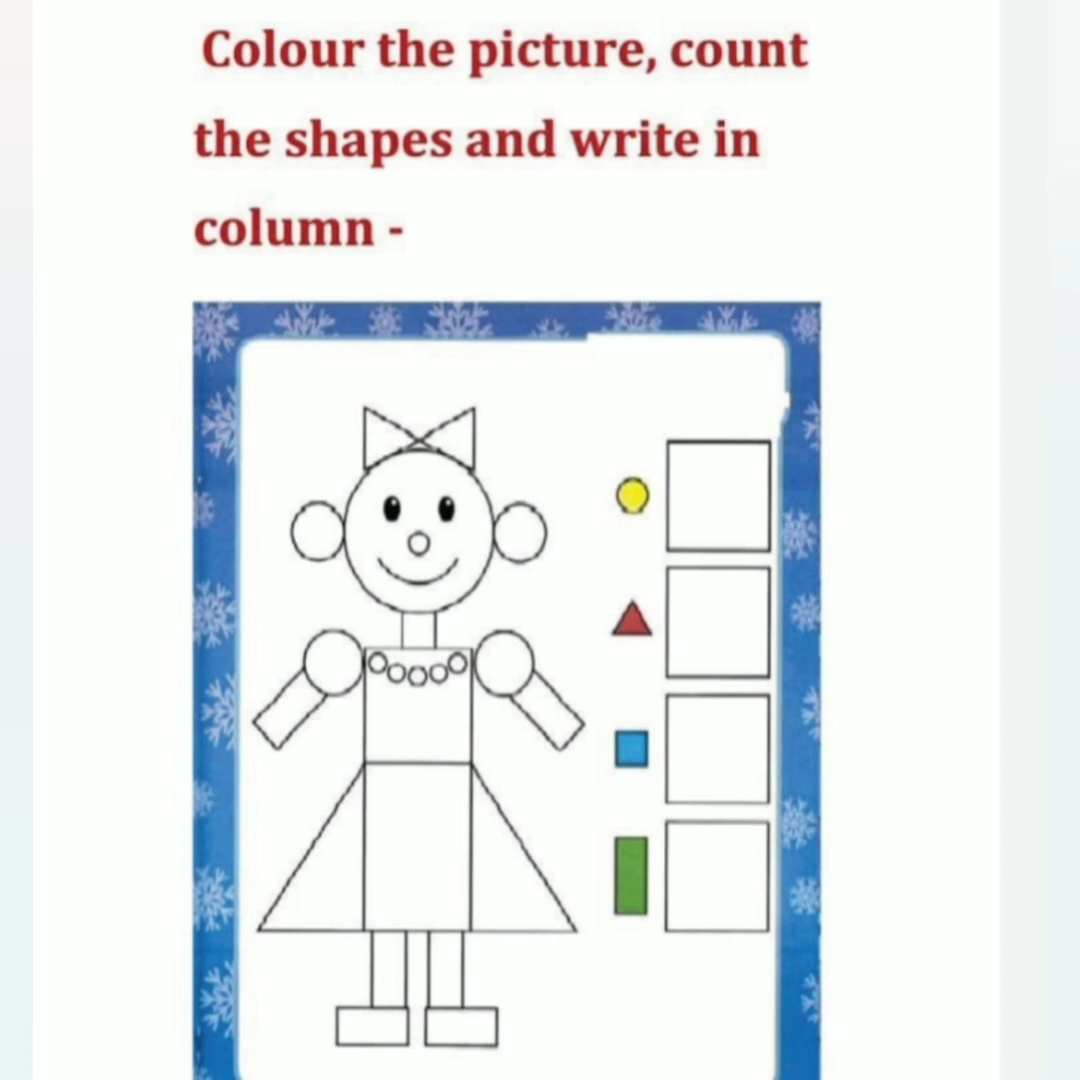 Colour the picture, count
the shapes and write in
column -